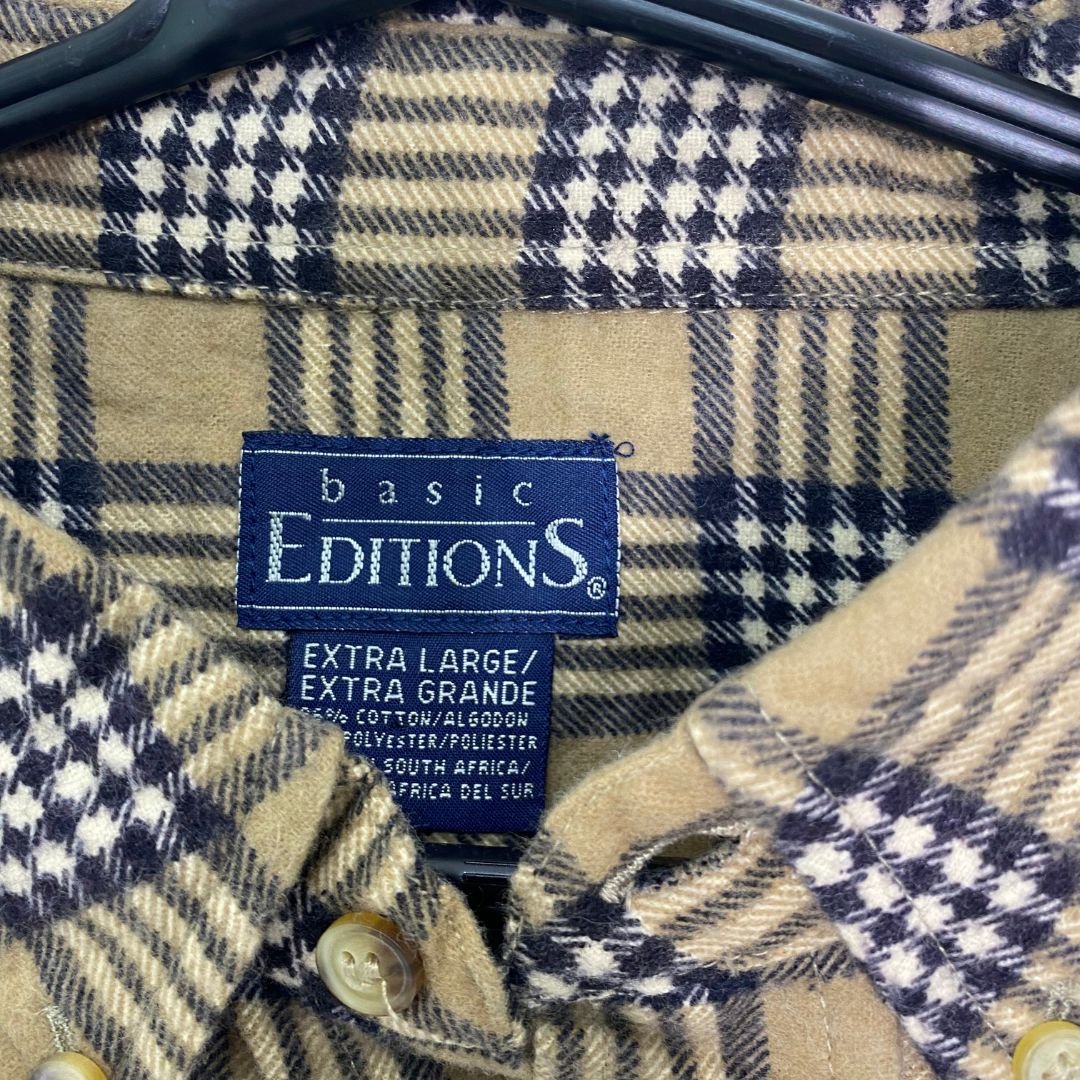 basic
EDITIONS®
EXTRA LARGE/
EXTRA GRANDE
COTTON/ALGODON
POLYESTER/POLIESTER
SOUTH AFRICA/
AFRICA DEL SUR